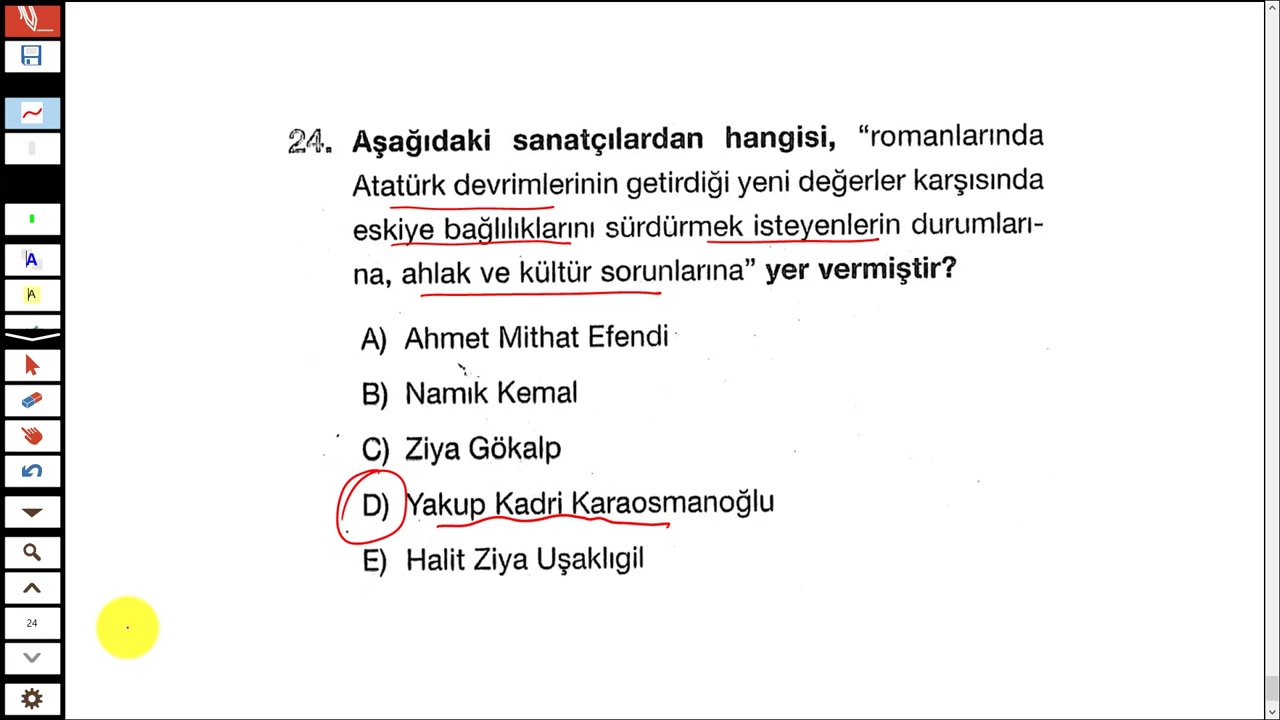 24. Aşağıdaki sanatçılardan hangisi, “romanlarında
Atatürk devrimlerinin getirdiği yeni değerler karşısında
eskiye bağlılıklarını sürdürmek isteyenlerin durumları-
na, ahlak ve kültür sorunlarına” yer vermiştir?
A) Ahmet Mithat Efendi
B) Namık Kemal
C) Ziya Gökalp
D) Yakup Kadri Karaosmanoğlu
E) Halit Ziya Uşaklıgil
A
A
24